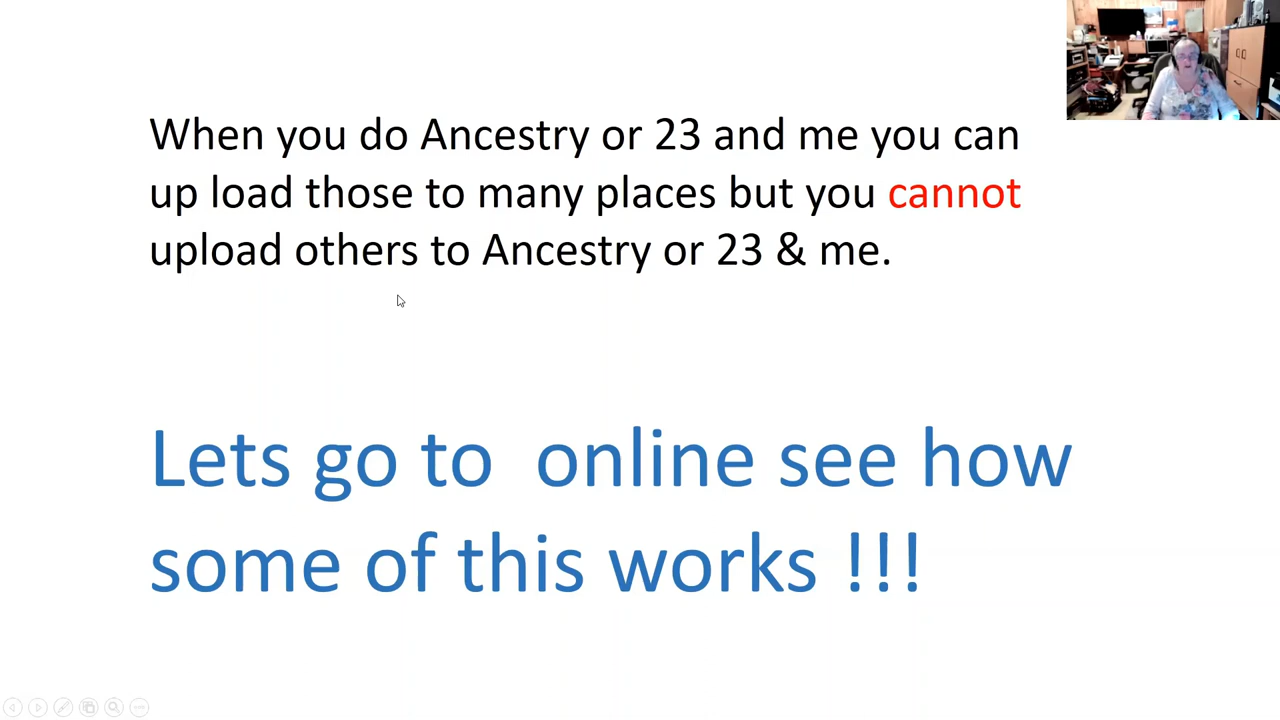 When you do Ancestry or 23 and me you can
up load those to many places but you cannot
upload others to Ancestry or 23 & me.
Lets go to  online see how
some of this works !!!